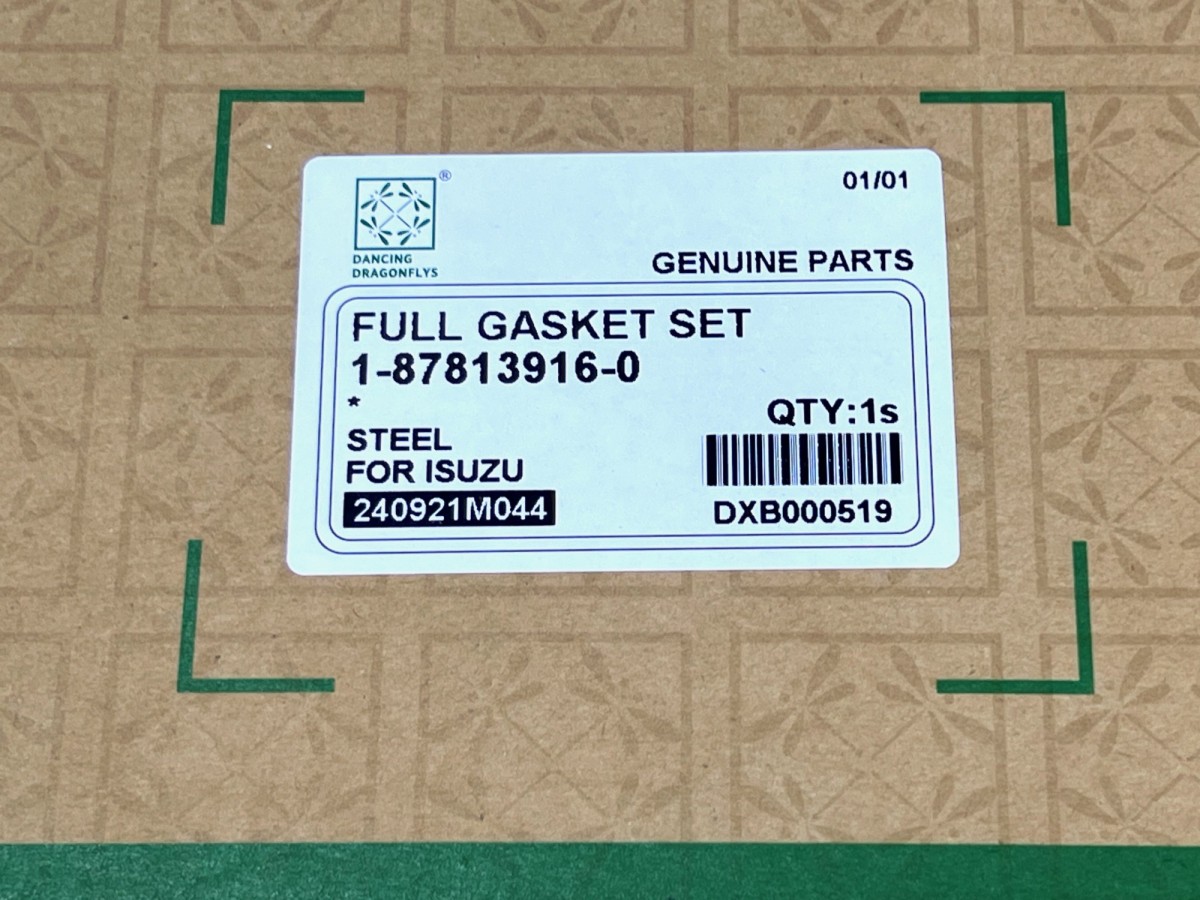 ®
01/01
DANCING
DRAGONFLYS
GENUINE PARTS
FULL GASKET SET
1-87813916-0
*
QTY:1s
STEEL
FOR ISUZU
240921M044
DXB000519